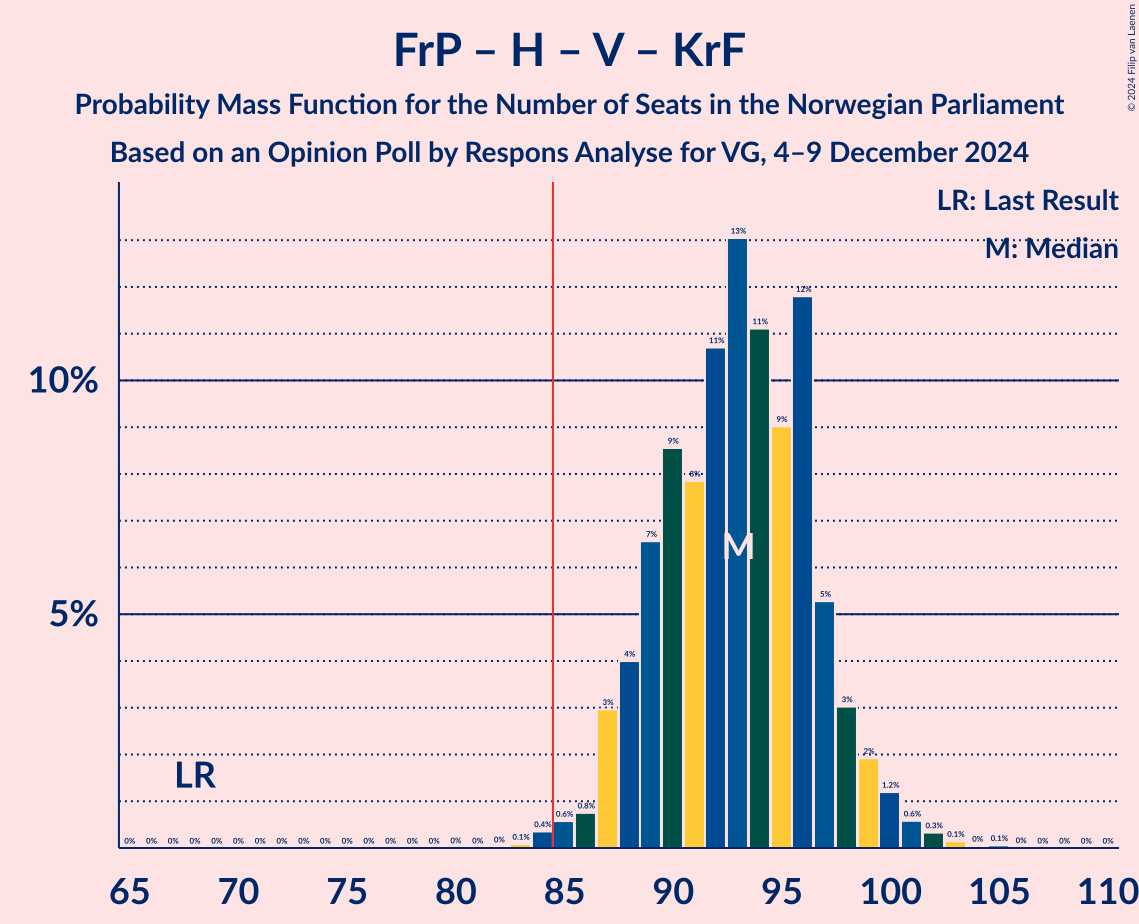 FrP – H – V – KrF
Probability Mass Function for the Number of Seats in the Norwegian Parliament
Based on an Opinion Poll by Respons Analyse for VG, 4–9 December 2024
© 2024 Filip van Laenen
LR: Last Result
M: Median
10%
5%
LR
M
0% 0% 0% 0% 0% 0% 0% 0% 0% 0% 0% 0% 0% 0% 0% 0% 0% 0% 0.1% 0.4% 0.6% 0.8% 3% 4% 7% 9% 8% 11% 13% 11% 9% 12% 5% 3% 2% 1.2% 0.6% 0.3% 0.1% 0% 0.1% 0% 0% 0% 0% 0%
65 70 75 80 85 90 95 100 105 110